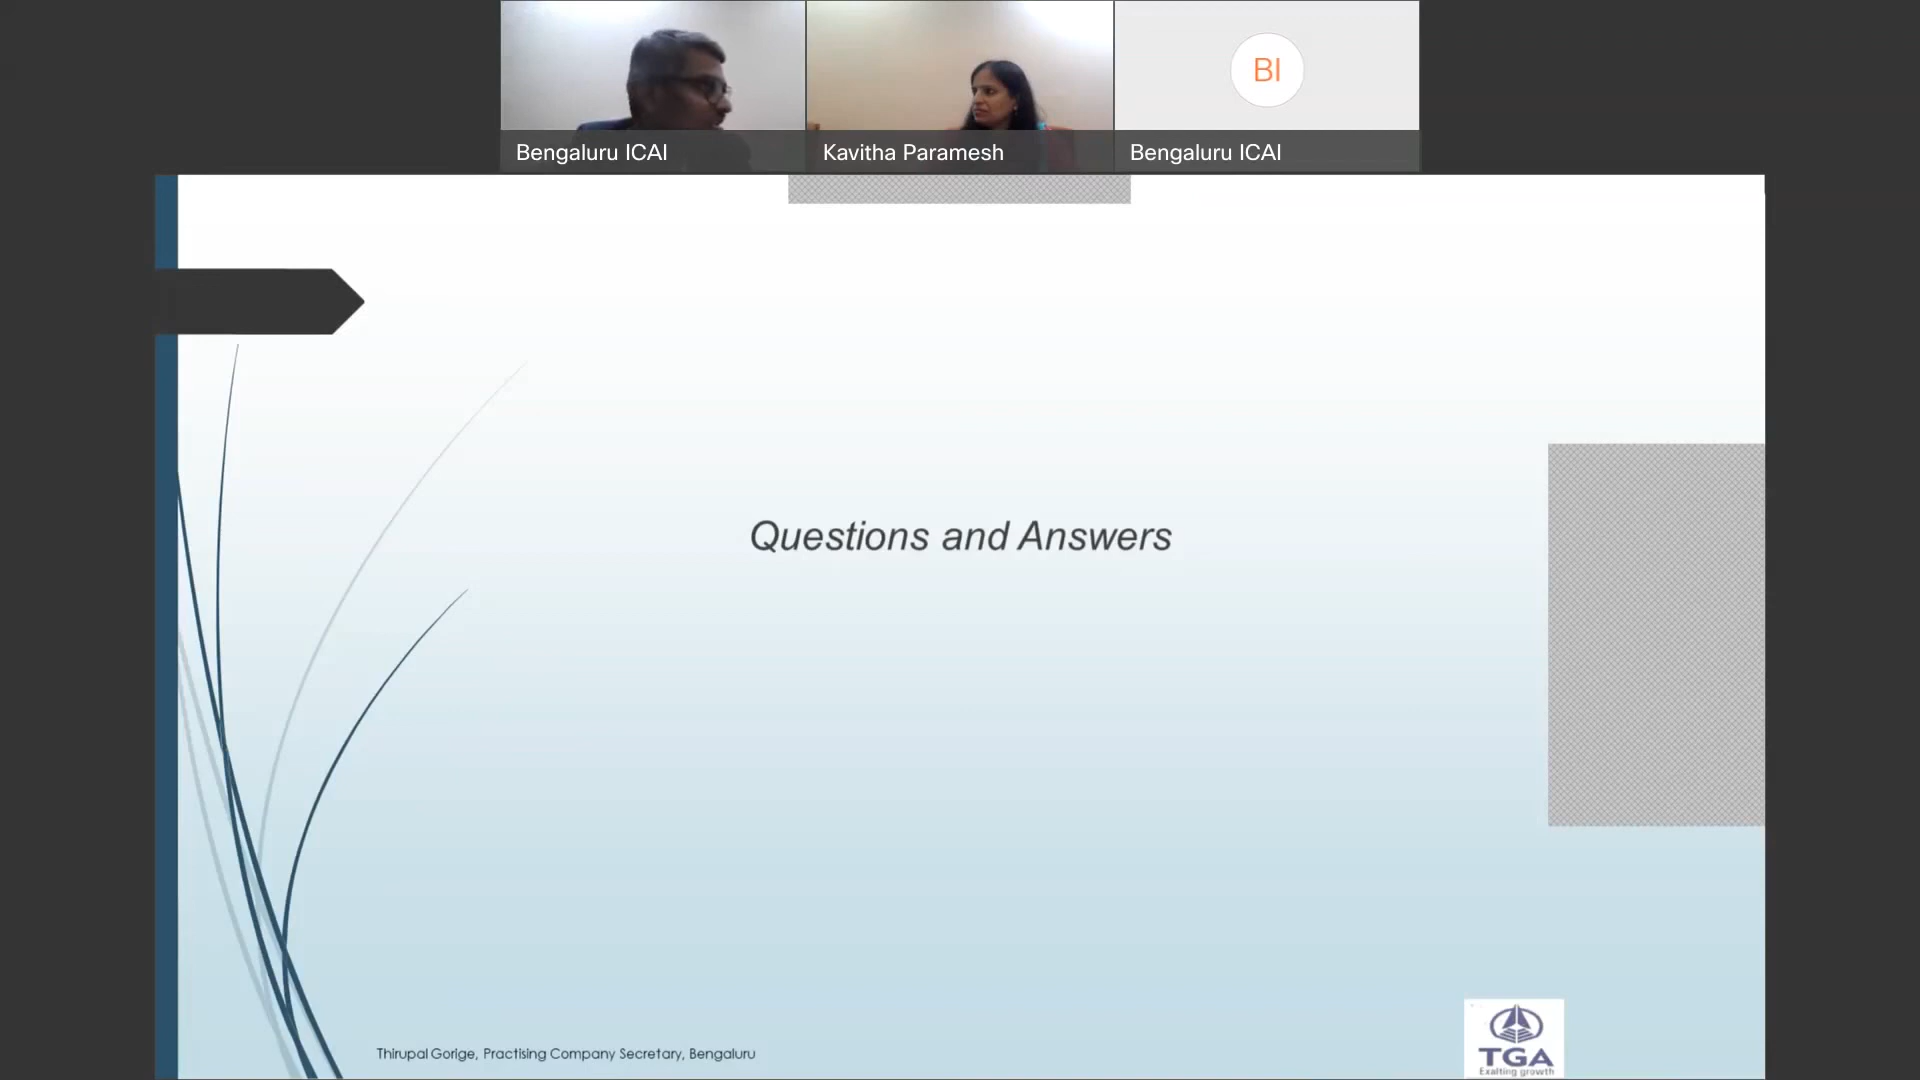 Bengaluru ICAI
Kavitha Paramesh
BI
Bengaluru ICAI
Questions and Answers
Thirupal Gorige, Practising Company Secretary, Bengaluru
TGA
Exalting growth